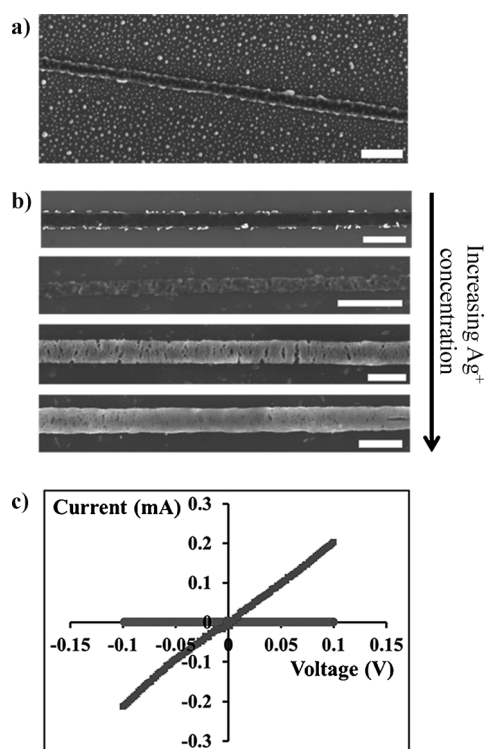 a)
b)
Increasing Ag⁺
concentration
c)
Current (mA)
0.3
0.2
0.1
0
-0.15
-0.1
-0.05
0
0.05
0.1
0.15
-0.1
Voltage (V)
-0.2
-0.3